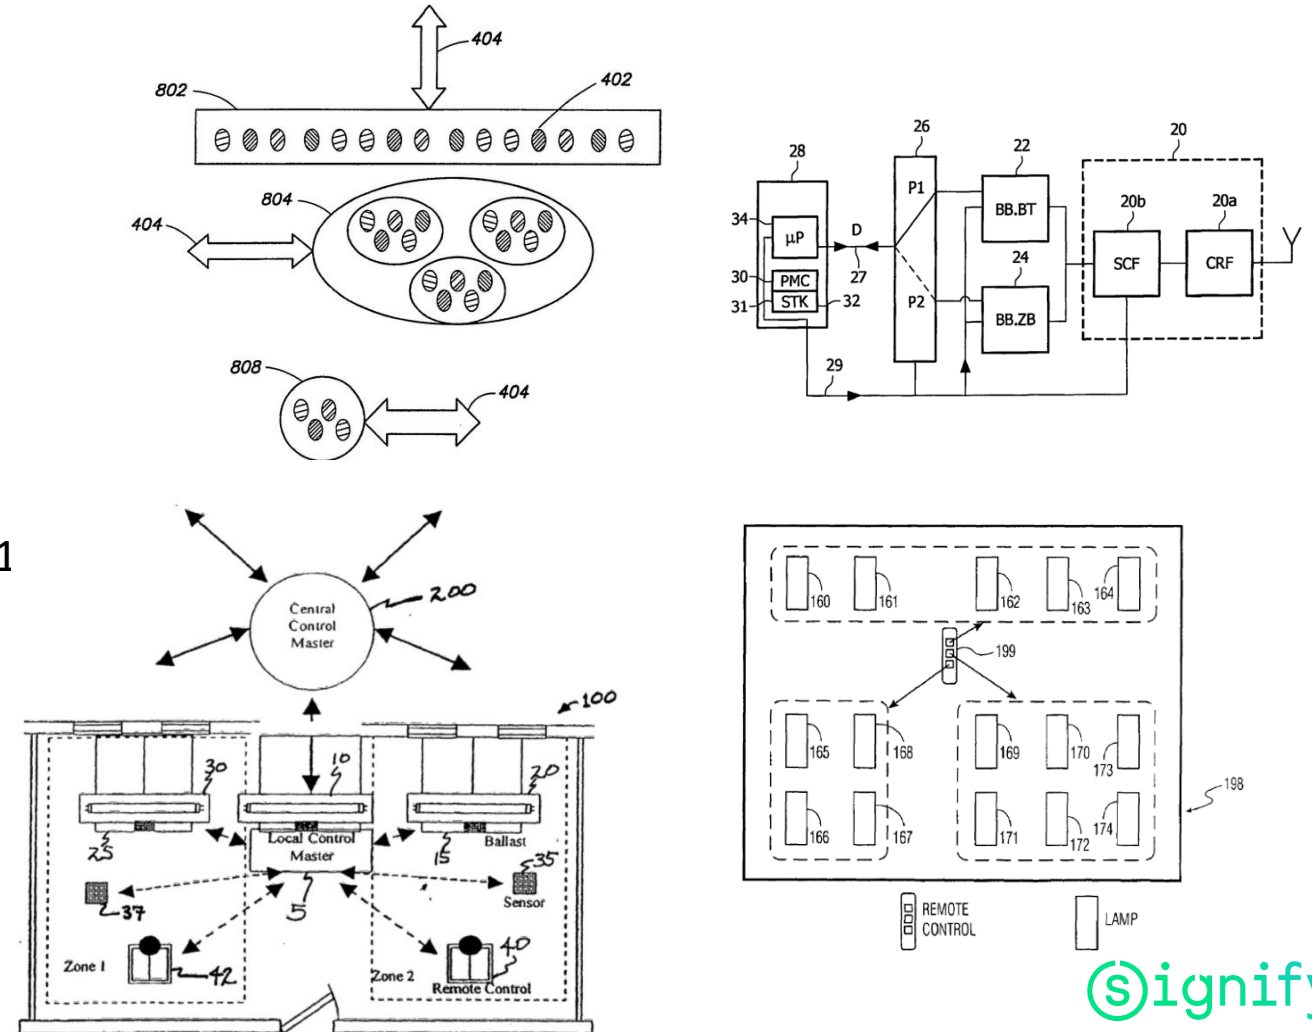 404
802
402
804
404
808
404
26
20
28
22
34
P1
BB.BT
20b
20a
μP
D
SCF
CRF
30
PMC
27
24
31
STK
32
P2
BB.ZB
29
1
Central
Control
Master
200
100
30
10
20
Local Control
Master
25
15
Ballast
37
5
35
Sensor
Zone 1
42
Zone 2
40
Remote Control
160
161
162
163
164
199
165
168
169
170
173
166
167
171
172
174
198
REMOTE
CONTROL
LAMP
signify